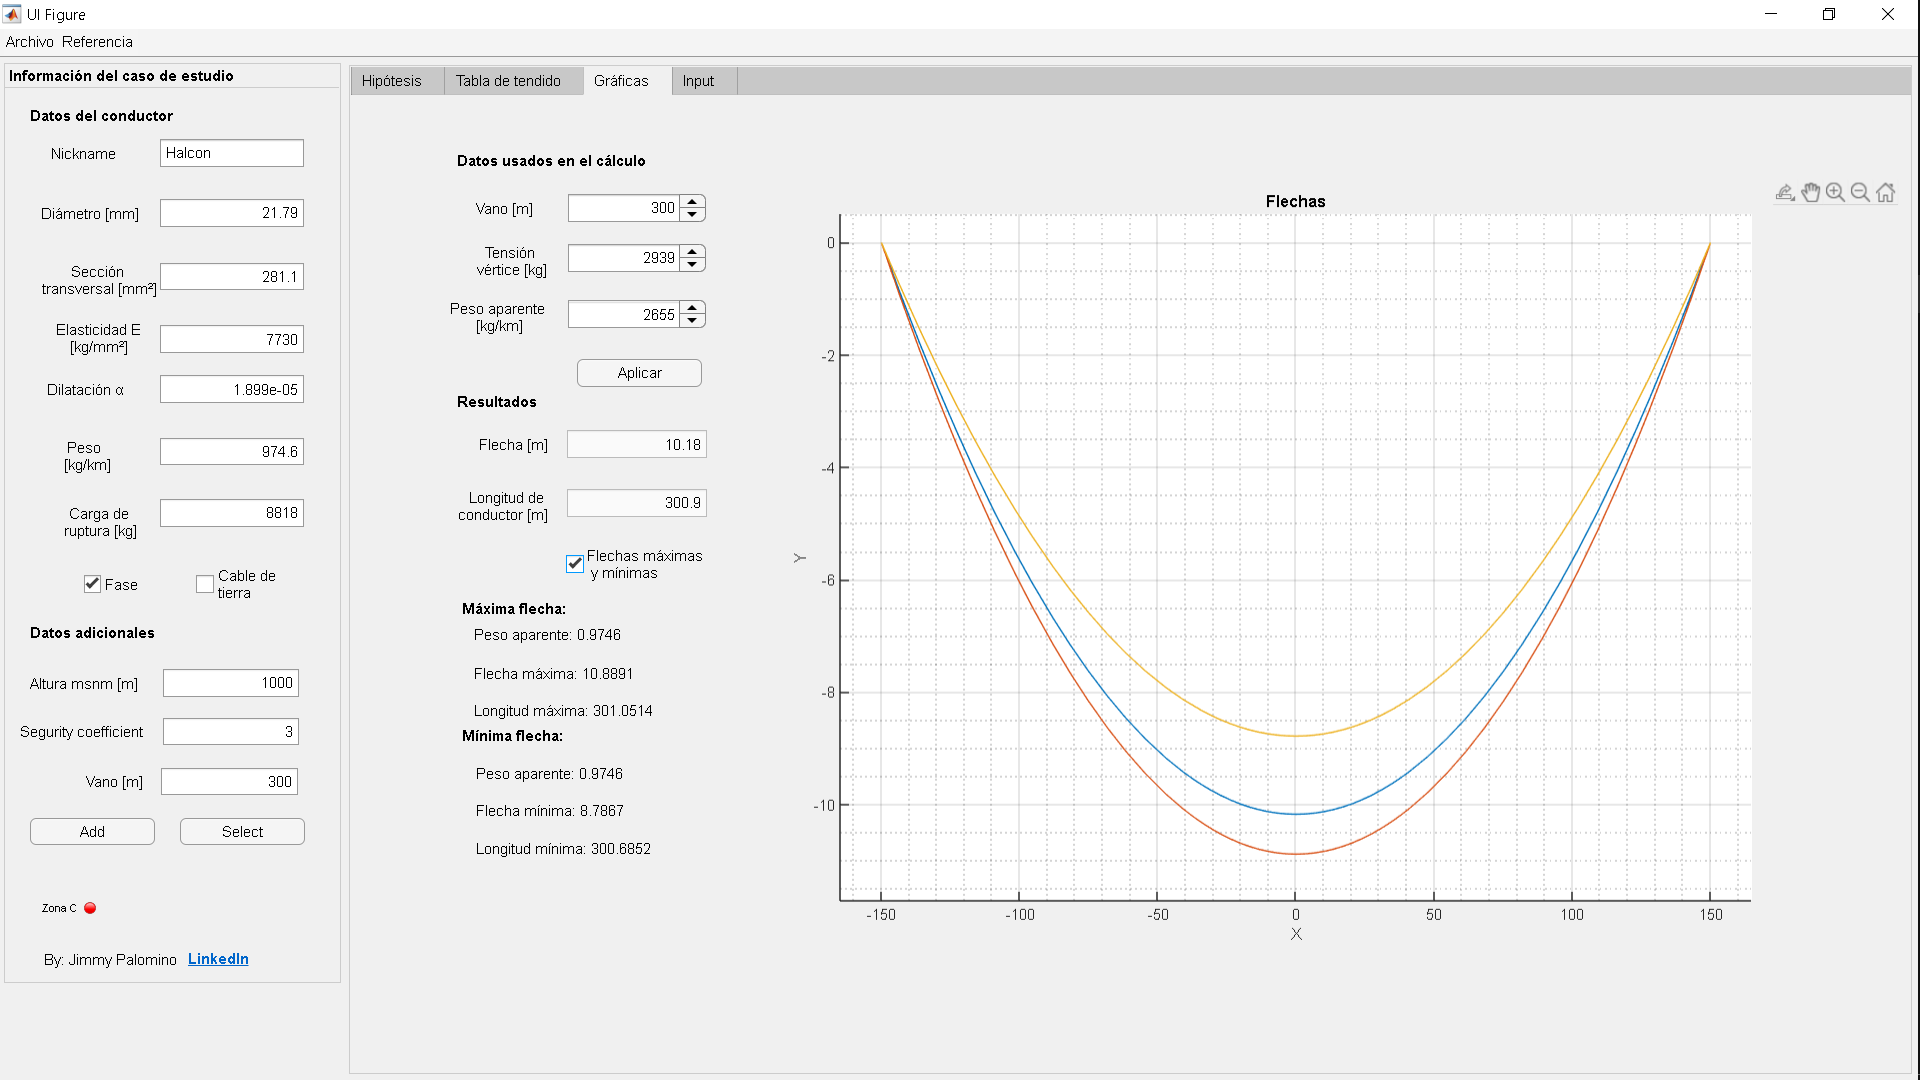 UI Figure
Archivo Referencia
Información del caso de estudio
Datos del conductor
Nickname
Halcon
Diámetro [mm]
21.79
Sección
transversal [mm²]
281.1
Elasticidad E
[kg/mm²]
7730
Dilatación α
1.899e-05
Peso
[kg/km]
974.6
Carga de
ruptura [kg]
8818
Fase
Cable de
tierra
Datos adicionales
Altura msnm [m]
1000
Segurity coefficient
3
Vano [m]
300
Add
Select
Zona C
By: Jimmy Palomino LinkedIn
Hipótesis
Tabla de tendido
Gráficas
Input
Datos usados en el cálculo
Vano [m]
300
Tensión
vértice [kg]
2939
Peso aparente
[kg/km]
2655
Aplicar
Resultados
Flecha [m]
10.18
Longitud de
conductor [m]
300.9
Flechas máximas
y mínimas
Máxima flecha:
Peso aparente: 0.9746
Flecha máxima: 10.8891
Longitud máxima: 301.0514
Mínima flecha:
Peso aparente: 0.9746
Flecha mínima: 8.7867
Longitud mínima: 300.6852
Flechas
0
-2
-4
-6
-8
-10
Y
-150
-100
-50
0
50
100
150
X